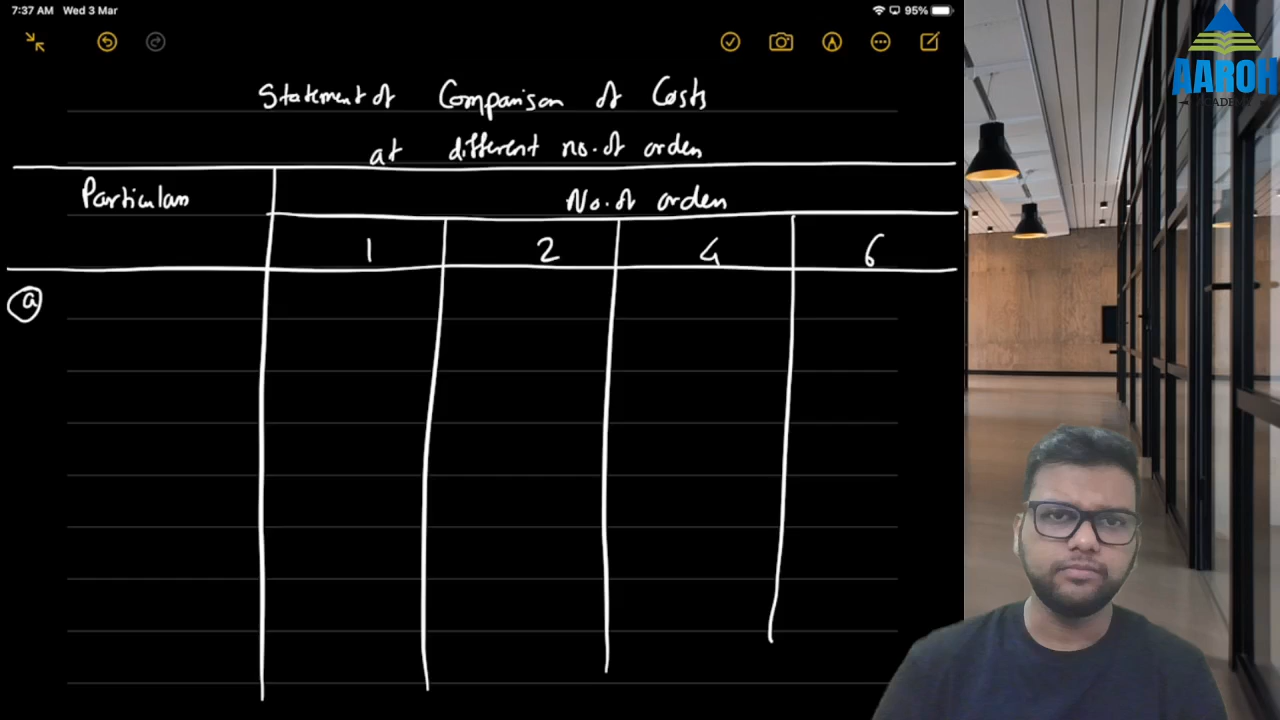 7:37 AM Wed 3 Mar
95%
Statement of Comparison of Costs
at different no. of orders
Particulars
No. of orders
1 2 4 6
a
AAROH
ACADEMY